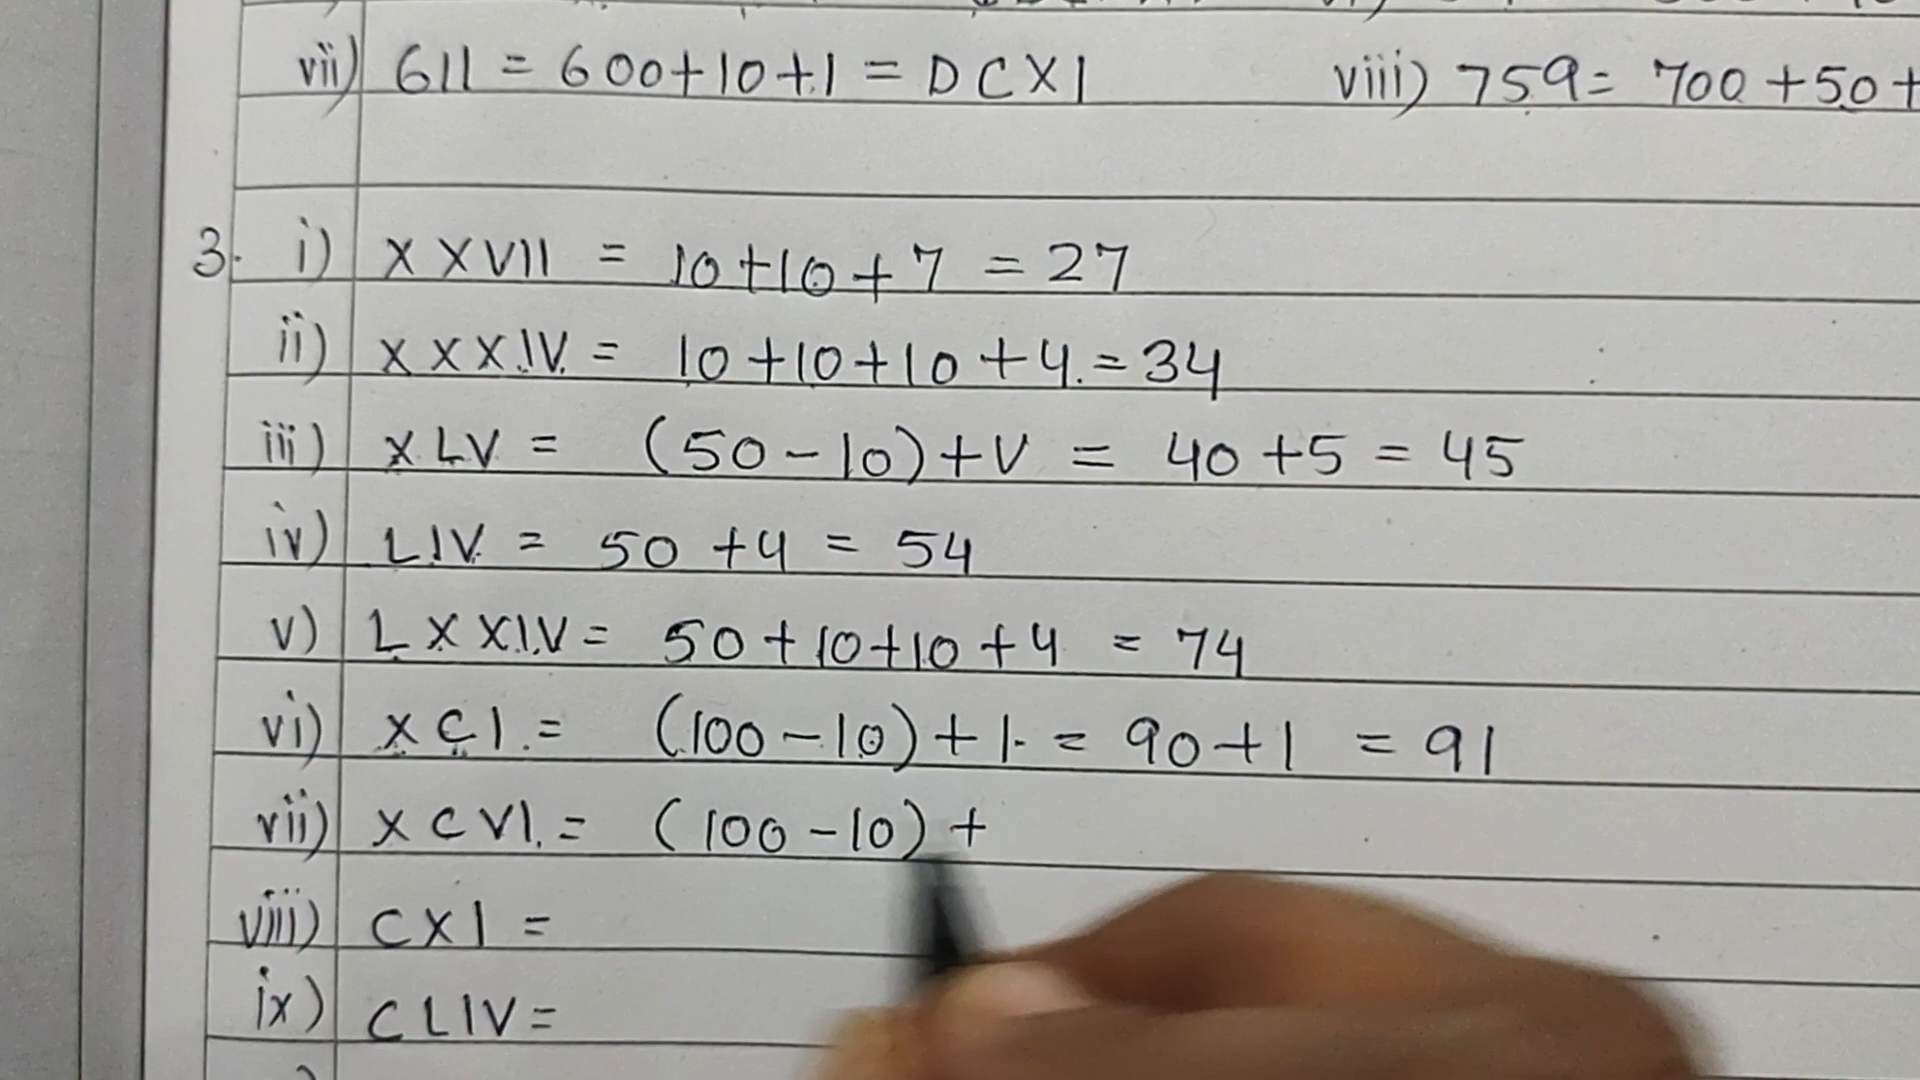 vii) 611 = 600+10+1 = DCXI viii) 759= 700 +50+
3. i) XXVII = 10+10+7 = 27
ii) XXXIV = 10+10+10+4 = 34
iii) XLV = (50-10)+V = 40+5 = 45
iv) LIV = 50+4 = 54
v) LXXIV = 50+10+10+4 = 74
vi) XCI = (100-10)+1 = 90+1 = 91
vii) XCVI = (100-10)+
viii) CXI =
ix) CLIV =